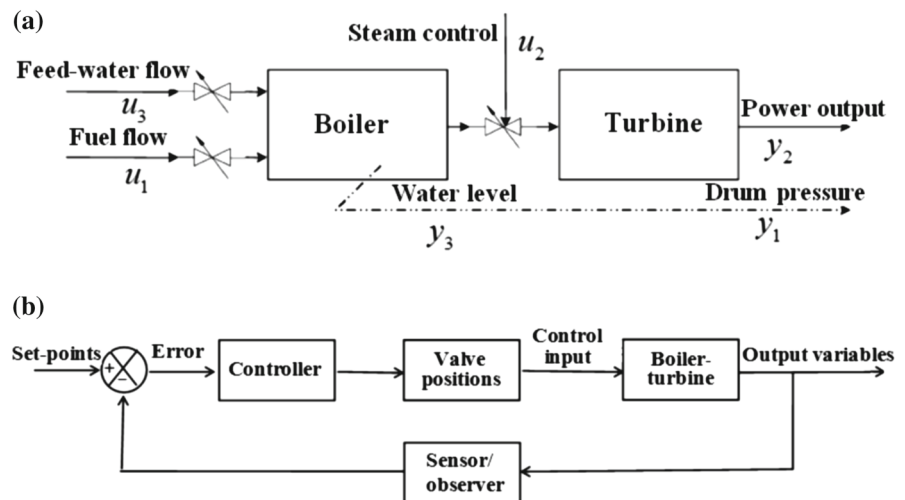 (a)
Steam control
u2
Feed-water flow
u3
Fuel flow
u1
Boiler
Turbine
Power output
y2
Water level
y3
Drum pressure
y1
(b)
Set-points
+
−
Error
Controller
Valve
positions
Control
input
Boiler-
turbine
Output variables
Sensor/
observer